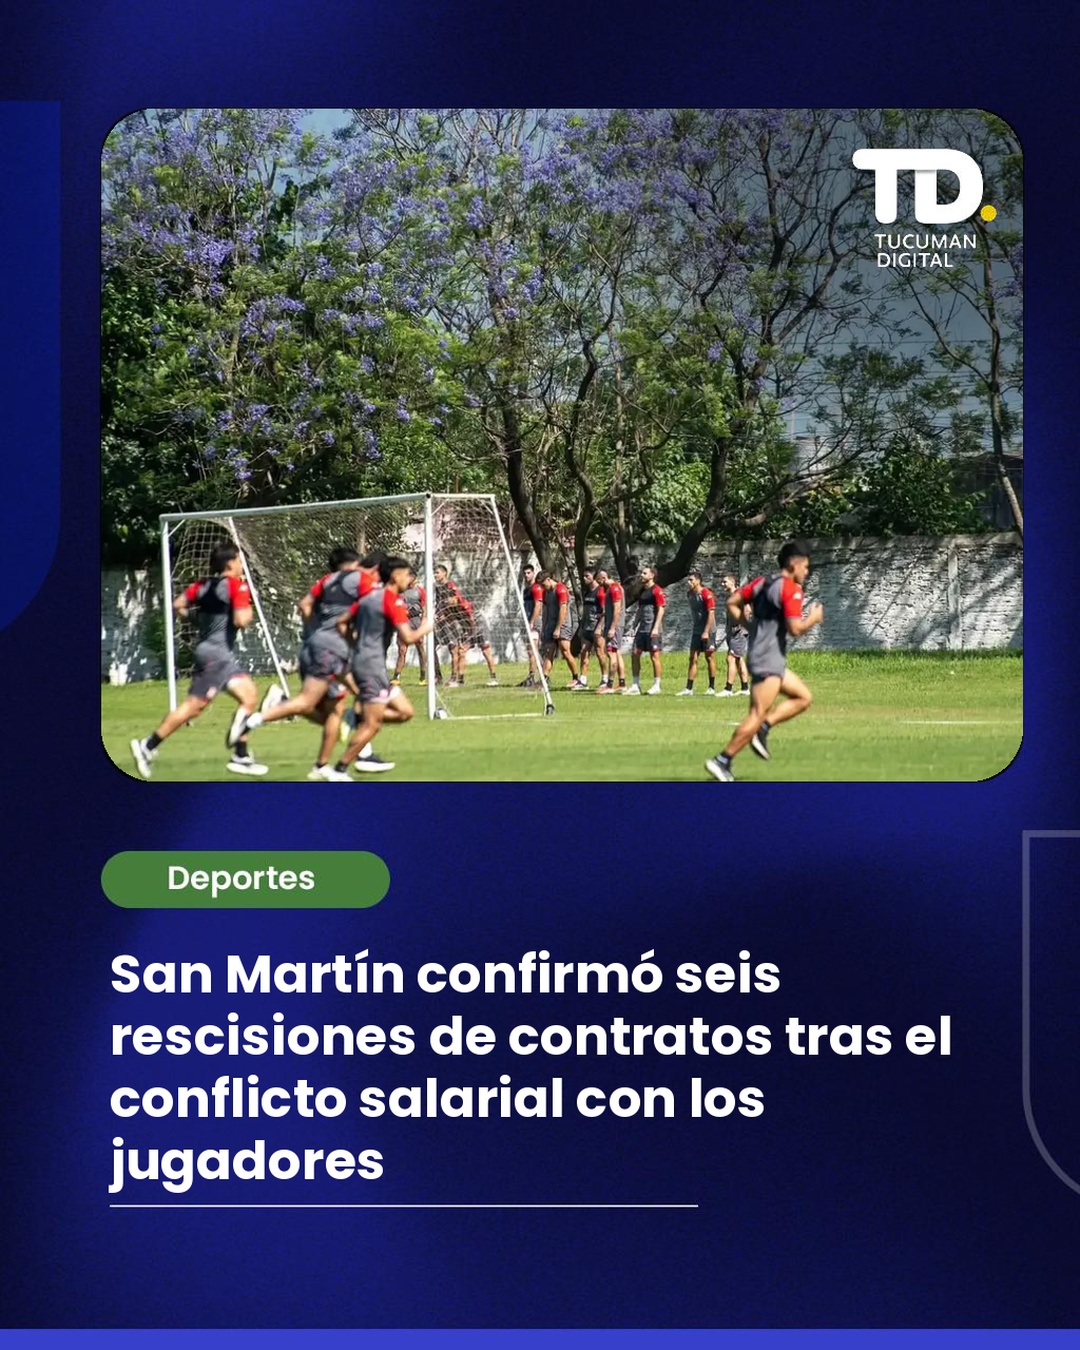 TD.
TUCUMAN
DIGITAL
Deportes
San Martín confirmó seis
rescisiones de contratos tras el
conflicto salarial con los
jugadores